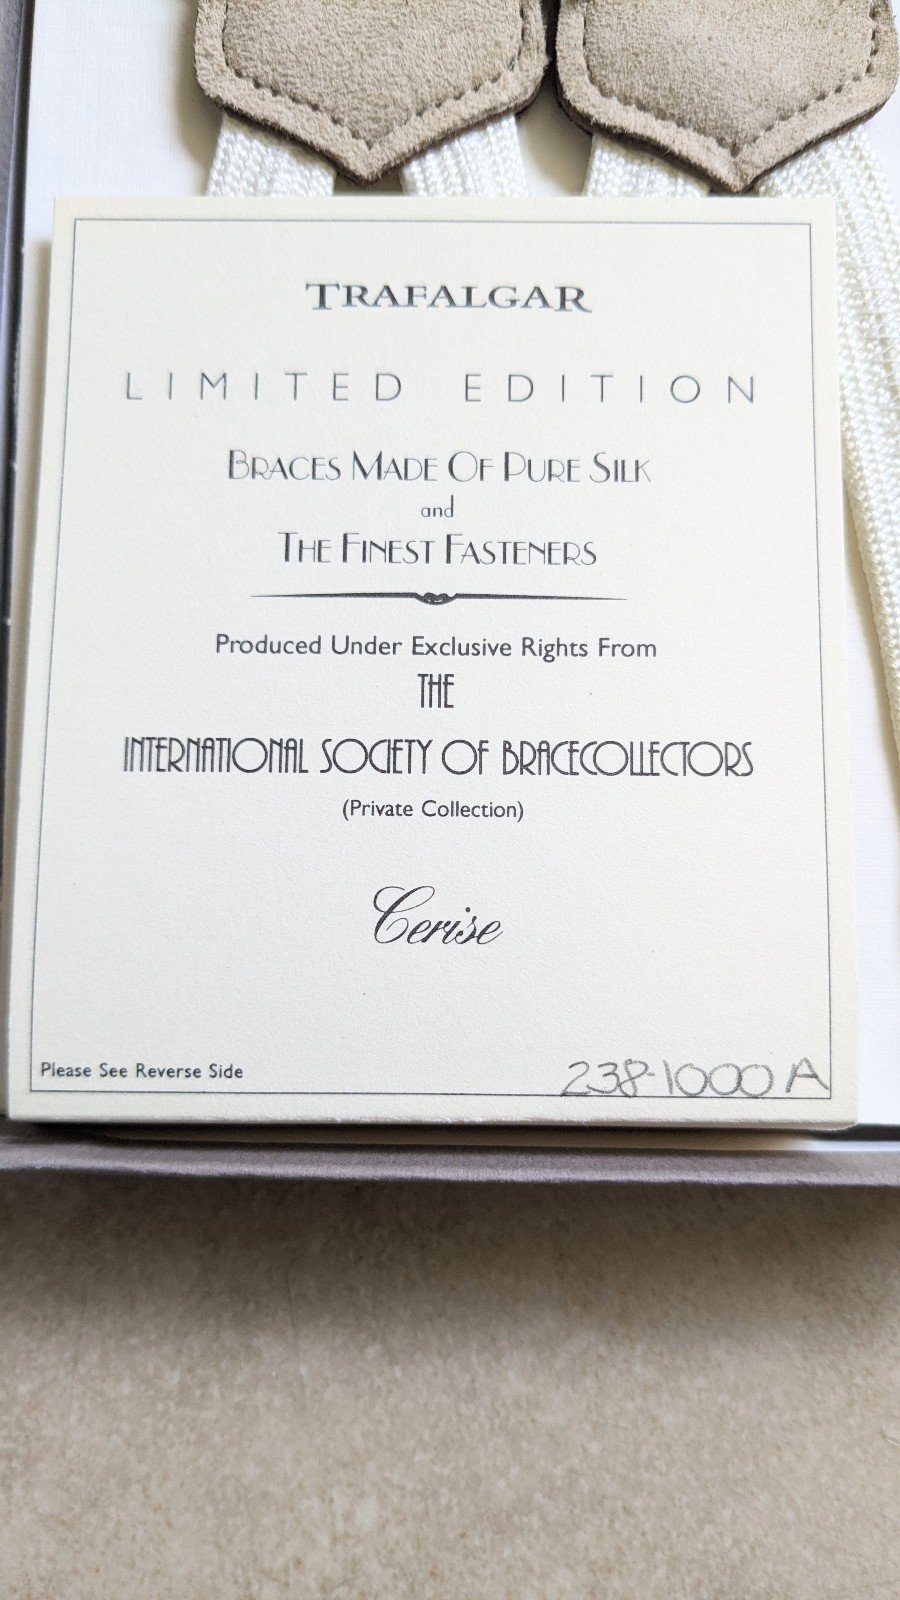 TRAFALGAR
LIMITED EDITION
BRACES MADE OF PURE SILK
and
THE FINEST FASTENERS
Produced Under Exclusive Rights From
THE
INTERNATIONAL SOCIETY OF BRACECOLLECTORS
(Private Collection)
Cerise
Please See Reverse Side
238-1000 A